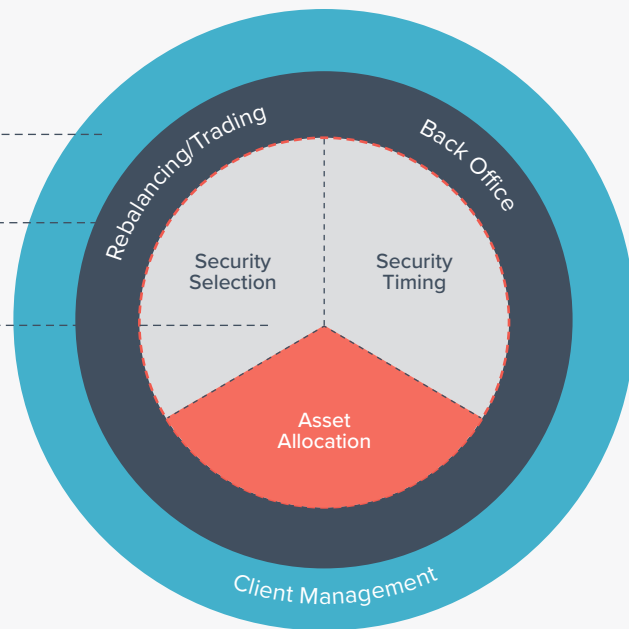 Rebalancing/Trading
Back Office
Security
Selection
Security
Timing
Asset
Allocation
Client Management